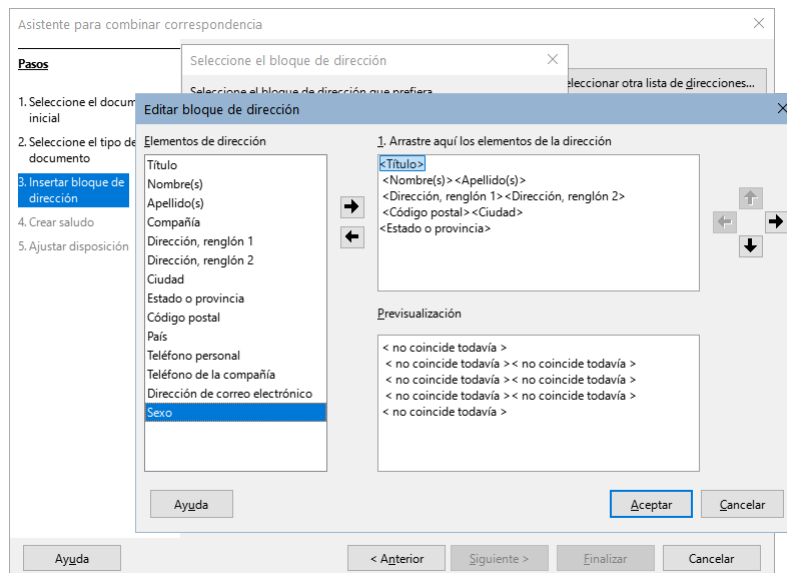 Asistente para combinar correspondencia
Pasos
1. Seleccione el docum
inicial
2. Seleccione el tipo de
documento
3. Insertar bloque de
dirección
4. Crear saludo
5. Ajustar disposición
Seleccione el bloque de dirección
Seleccione el bloque de dirección que prefiera
eleccionar otra lista de direcciones...
Editar bloque de dirección
Elementos de dirección
Título
Nombre(s)
Apellido(s)
Compañía
Dirección, renglón 1
Dirección, renglón 2
Ciudad
Estado o provincia
Código postal
País
Teléfono personal
Teléfono de la compañía
Dirección de correo electrónico
Sexo
1. Arrastre aquí los elementos de la dirección
<Título>
<Nombre(s)><Apellido(s)>
<Dirección, renglón 1><Dirección, renglón 2>
<Código postal><Ciudad>
<Estado o provincia>
Previsualización
< no coincide todavía >
< no coincide todavía >< no coincide todavía >
< no coincide todavía >< no coincide todavía >
< no coincide todavía >< no coincide todavía >
< no coincide todavía >
Ayuda
Aceptar
Cancelar
Ayuda
< Anterior
Siguiente >
Finalizar
Cancelar